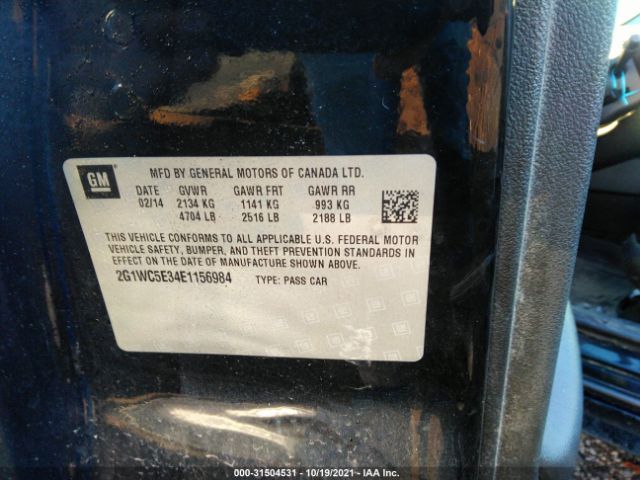 GM
MFD BY GENERAL MOTORS OF CANADA LTD.
DATE GVWR GAWR FRT GAWR RR
02/14 2134 KG 1141 KG 993 KG
4704 LB 2516 LB 2188 LB
THIS VEHICLE CONFORMS TO ALL APPLICABLE U.S. FEDERAL MOTOR
VEHICLE SAFETY, BUMPER, AND THEFT PREVENTION STANDARDS IN
EFFECT ON THE DATE OF MANUFACTURE SHOWN ABOVE.
2G1WC5E34E1156984 TYPE: PASS CAR
000-31504531 - 10/19/2021 - IAA Inc.